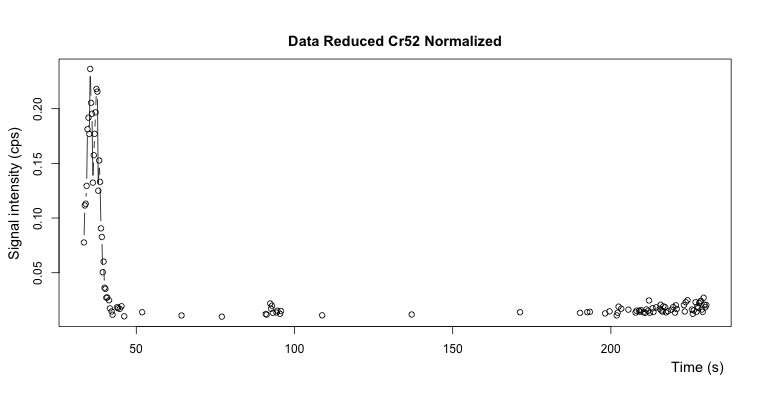 Data Reduced Cr52 Normalized
Signal intensity (cps)
0.20
0.15
0.10
0.05
50 100 150 200
Time (s)